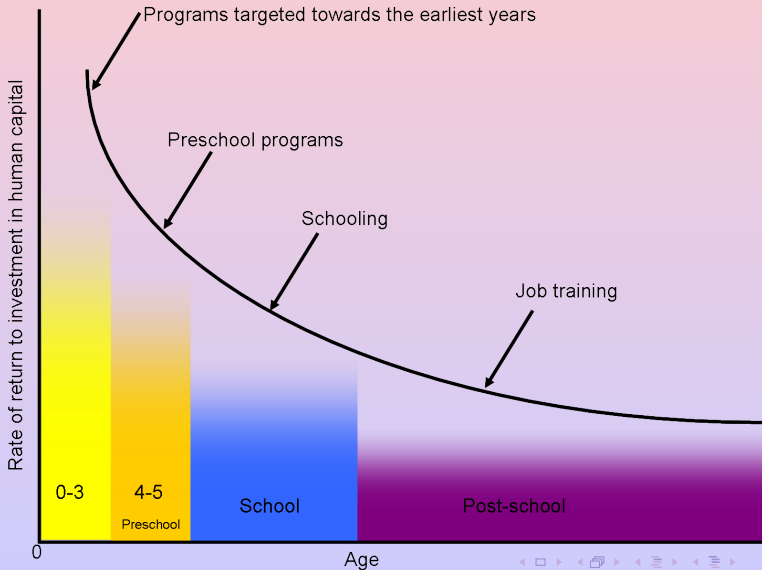 Programs targeted towards the earliest years
Preschool programs
Schooling
Job training
Rate of return to investment in human capital
0-3
4-5
Preschool
School
Post-school
0
Age